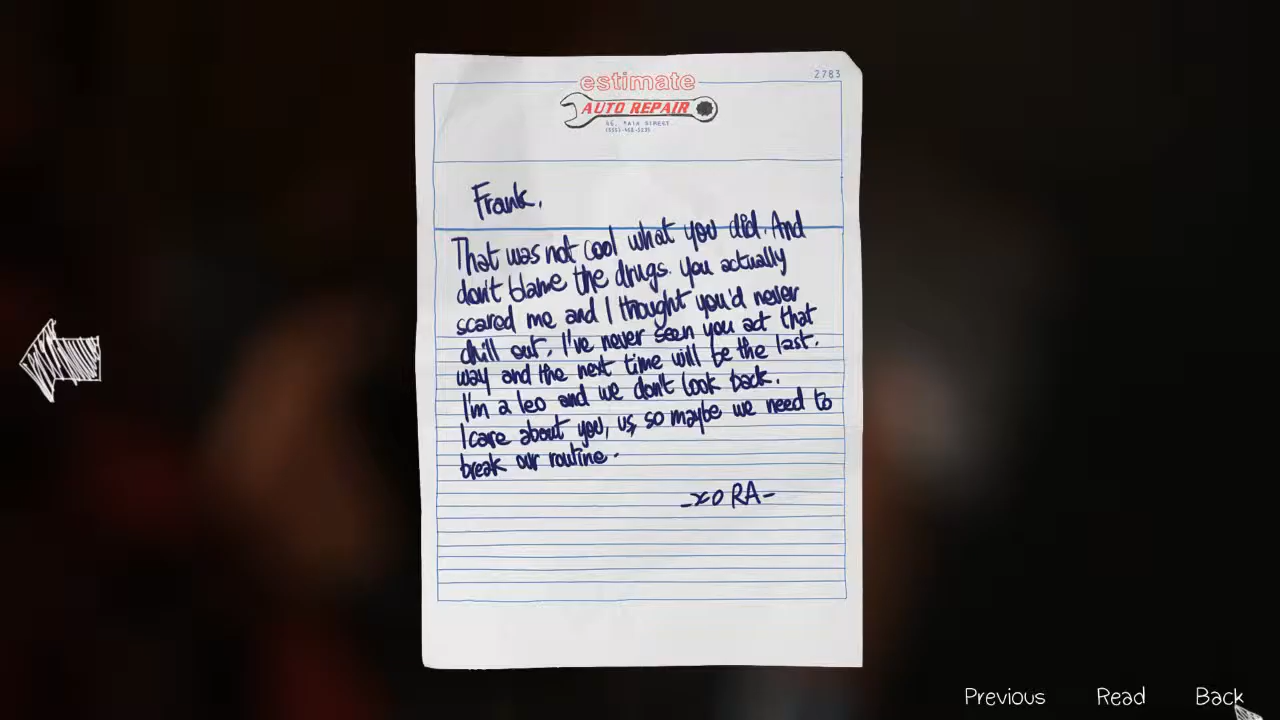 2783
estimate
AUTO REPAIR
45. MAIN STREET
Frank,
That was not cool what you did. And
don't blame the drugs. You actually
scared me and I thought you'd never
chill out. I've never seen you act that
way and the next time will be the last.
I'm a leo and we don't look back.
I care about you, us, so maybe we need to
break our routine.
-xo RA-
Previous Read Back